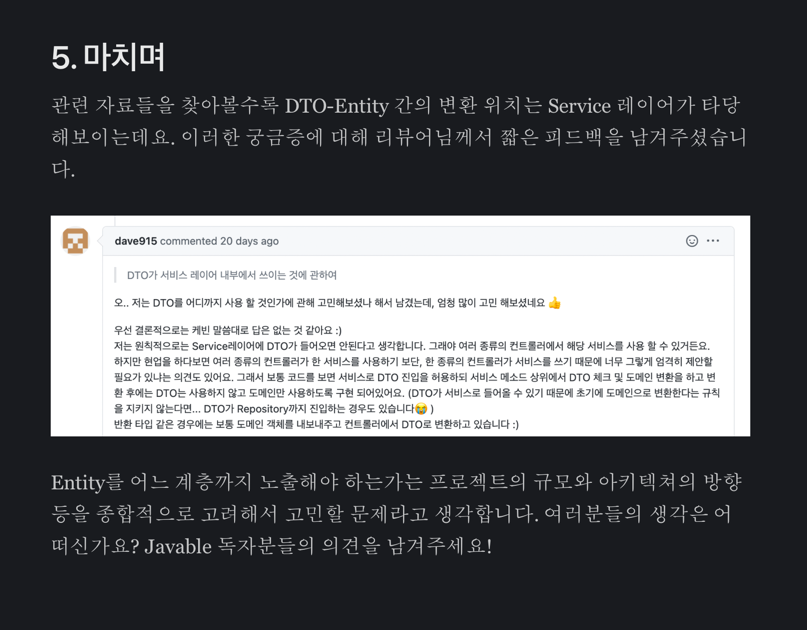 5. 마치며
관련 자료들을 찾아볼수록 DTO-Entity 간의 변환 위치는 Service 레이어가 타당
해보이는데요. 이러한 궁금증에 대해 리뷰어님께서 짧은 피드백을 남겨주셨습니
다.
dave915 commented 20 days ago
DTO가 서비스 레이어 내부에서 쓰이는 것에 관하여
오.. 저는 DTO를 어디까지 사용 할 것인가에 관해 고민해보셨나 해서 남겼는데, 엄청 많이 고민 해보셨네요 👍
우선 결론적으로는 케빈 말씀대로 답은 없는 것 같아요 :)
저는 원칙적으로는 Service레이어에 DTO가 들어오면 안된다고 생각합니다. 그래야 여러 종류의 컨트롤러에서 해당 서비스를 사용 할 수 있거든요.
하지만 현업을 하다보면 여러 종류의 컨트롤러가 한 서비스를 사용하기 보단, 한 종류의 컨트롤러가 서비스를 쓰기 때문에 너무 그렇게 엄격히 제안할
필요가 있냐는 의견도 있어요. 그래서 보통 코드를 보면 서비스로 DTO 진입을 허용하되 서비스 메소드 상위에서 DTO 체크 및 도메인 변환을 하고 변
환 후에는 DTO는 사용하지 않고 도메인만 사용하도록 구현 되어있어요. (DTO가 서비스로 들어올 수 있기 때문에 초기에 도메인으로 변환한다는 규칙
을 지키지 않는다면... DTO가 Repository까지 진입하는 경우도 있습니다😭 )
반환 타입 같은 경우에는 보통 도메인 객체를 내보내주고 컨트롤러에서 DTO로 변환하고 있습니다 :)
Entity를 어느 계층까지 노출해야 하는가는 프로젝트의 규모와 아키텍쳐의 방향
등을 종합적으로 고려해서 고민할 문제라고 생각합니다. 여러분들의 생각은 어
떠신가요? Javable 독자분들의 의견을 남겨주세요!